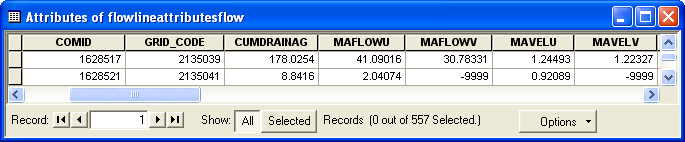 Attributes of flowlineattributesflow
COMID GRID_CODE CUMDRAINAG MAFLOWU MAFLOWV MAVELU MAVELV
1628517 2135039 178.0254 41.09016 30.78331 1.24493 1.22327
1628521 2135041 8.8416 2.04074 -9999 0.92089 -9999
Record: 1 Show: All Selected Records (0 out of 557 Selected.) Options